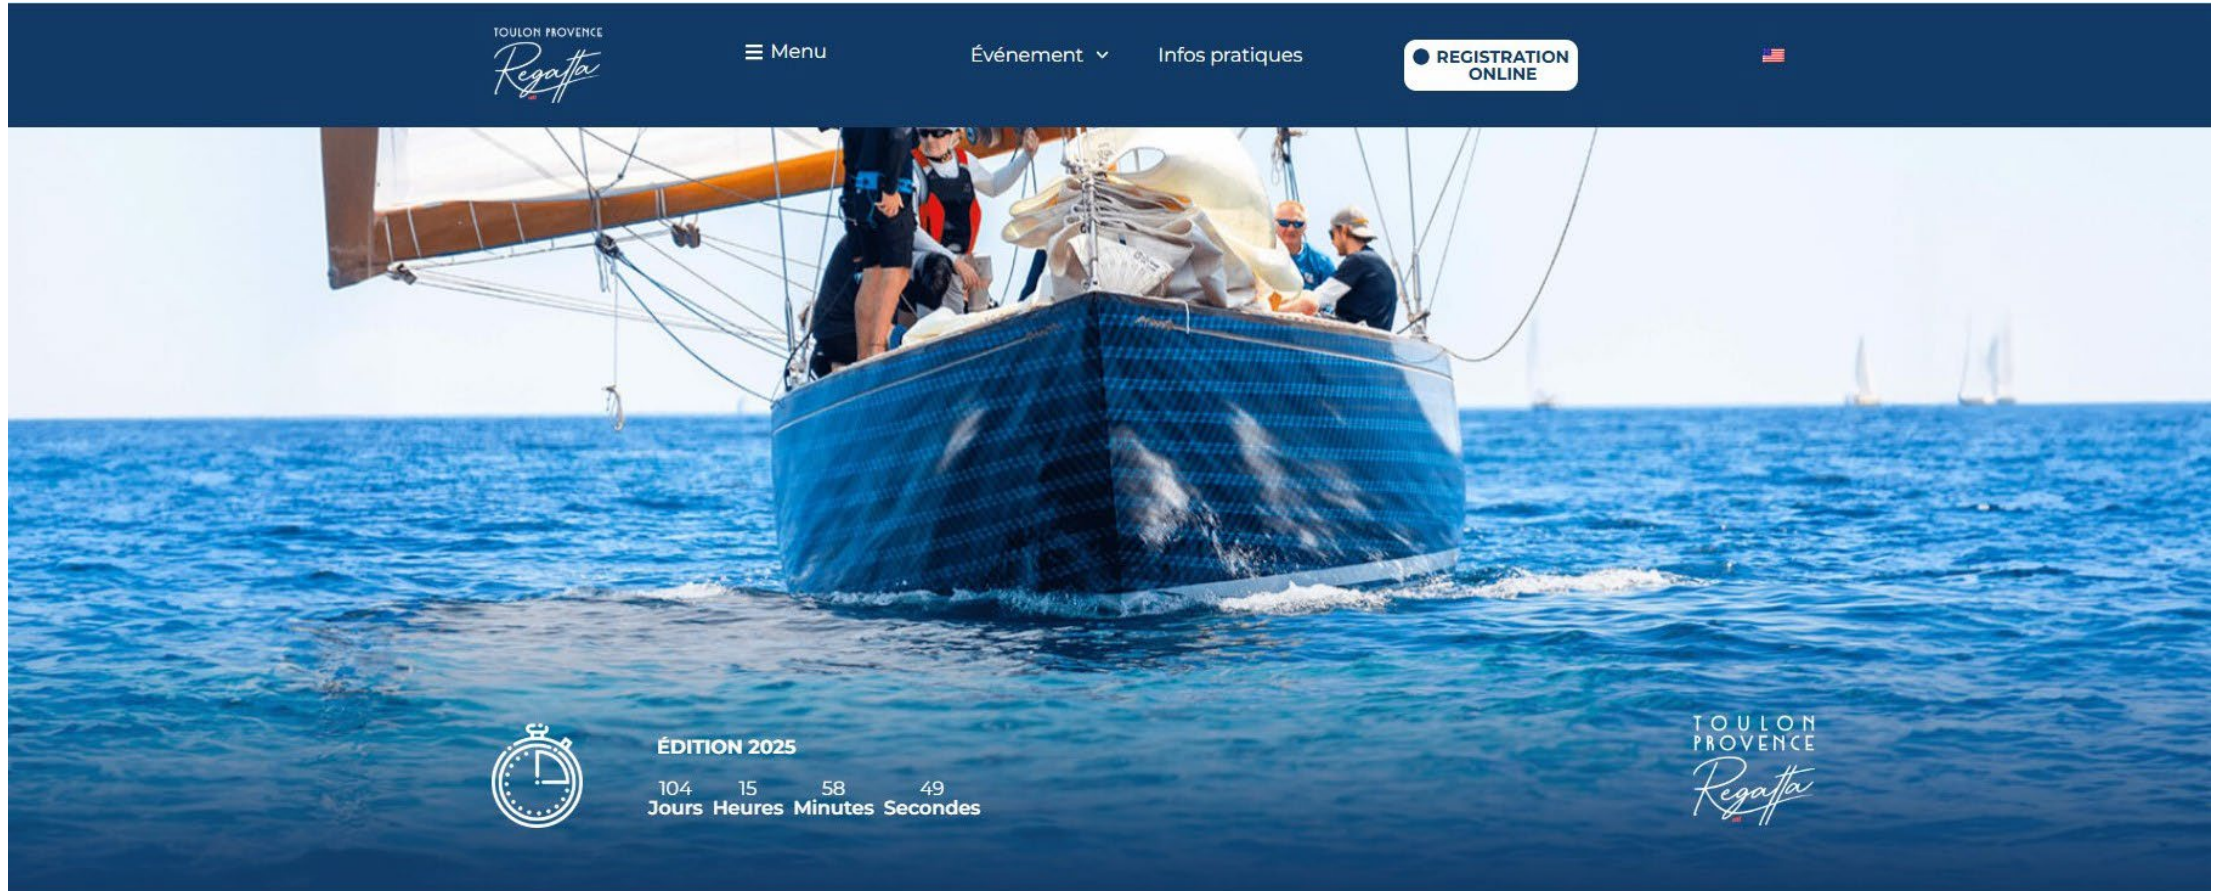 TOULON PROVENCE
Regatta
Menu
Événement
Infos pratiques
REGISTRATION
ONLINE
ÉDITION 2025
104 15 58 49
Jours Heures Minutes Secondes
TOULON
PROVENCE
Regatta